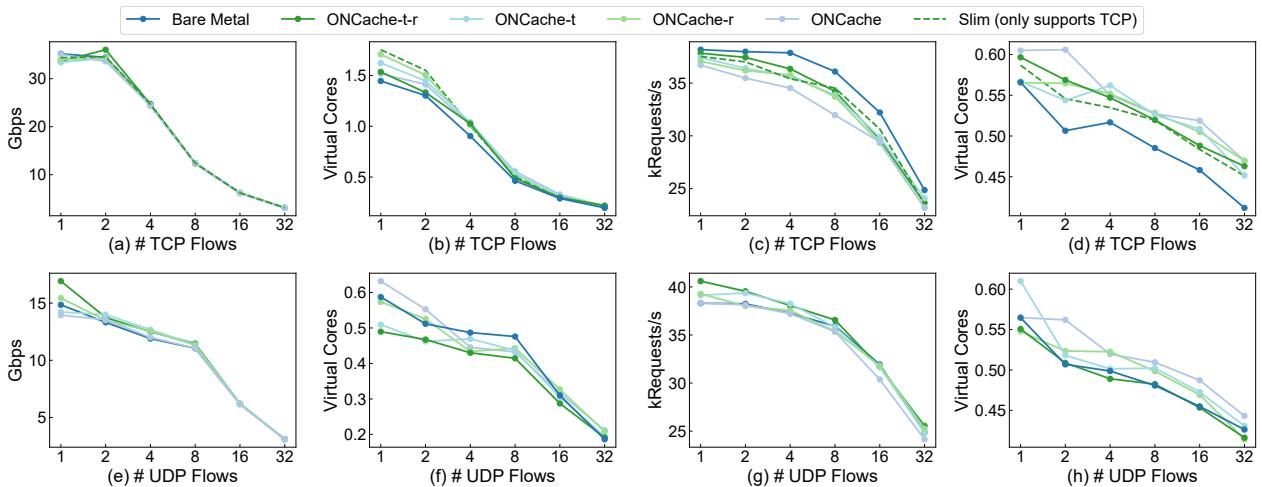 Bare Metal ONCache-t-r ONCache-t ONCache-r ONCache Slim (only supports TCP)
Gbps
30
20
10
1 2 4 8 16 32
(a) # TCP Flows
Virtual Cores
1.5
1.0
0.5
1 2 4 8 16 32
(b) # TCP Flows
kRequests/s
35
30
25
1 2 4 8 16 32
(c) # TCP Flows
Virtual Cores
0.60
0.55
0.50
0.45
1 2 4 8 16 32
(d) # TCP Flows
Gbps
15
10
5
1 2 4 8 16 32
(e) # UDP Flows
Virtual Cores
0.6
0.5
0.4
0.3
0.2
1 2 4 8 16 32
(f) # UDP Flows
kRequests/s
40
35
30
25
1 2 4 8 16 32
(g) # UDP Flows
Virtual Cores
0.60
0.55
0.50
0.45
1 2 4 8 16 32
(h) # UDP Flows